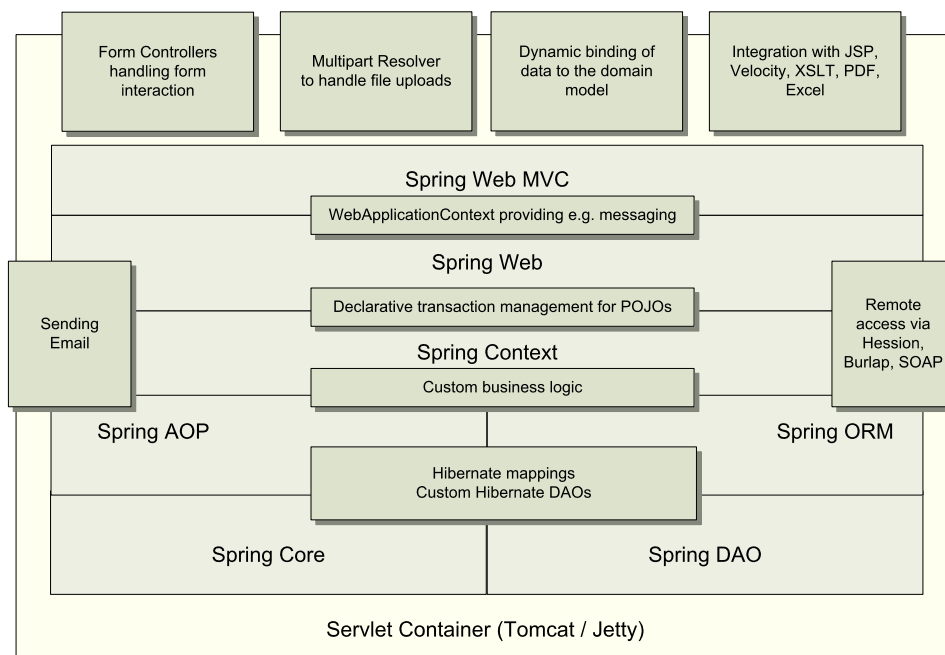 Form Controllers
handling form
interaction
Multipart Resolver
to handle file uploads
Dynamic binding of
data to the domain
model
Integration with JSP,
Velocity, XSLT, PDF,
Excel
Spring Web MVC
WebApplicationContext providing e.g. messaging
Spring Web
Sending
Email
Declarative transaction management for POJOs
Remote
access via
Hession,
Burlap, SOAP
Spring Context
Custom business logic
Spring AOP
Spring ORM
Hibernate mappings
Custom Hibernate DAOs
Spring Core
Spring DAO
Servlet Container (Tomcat / Jetty)